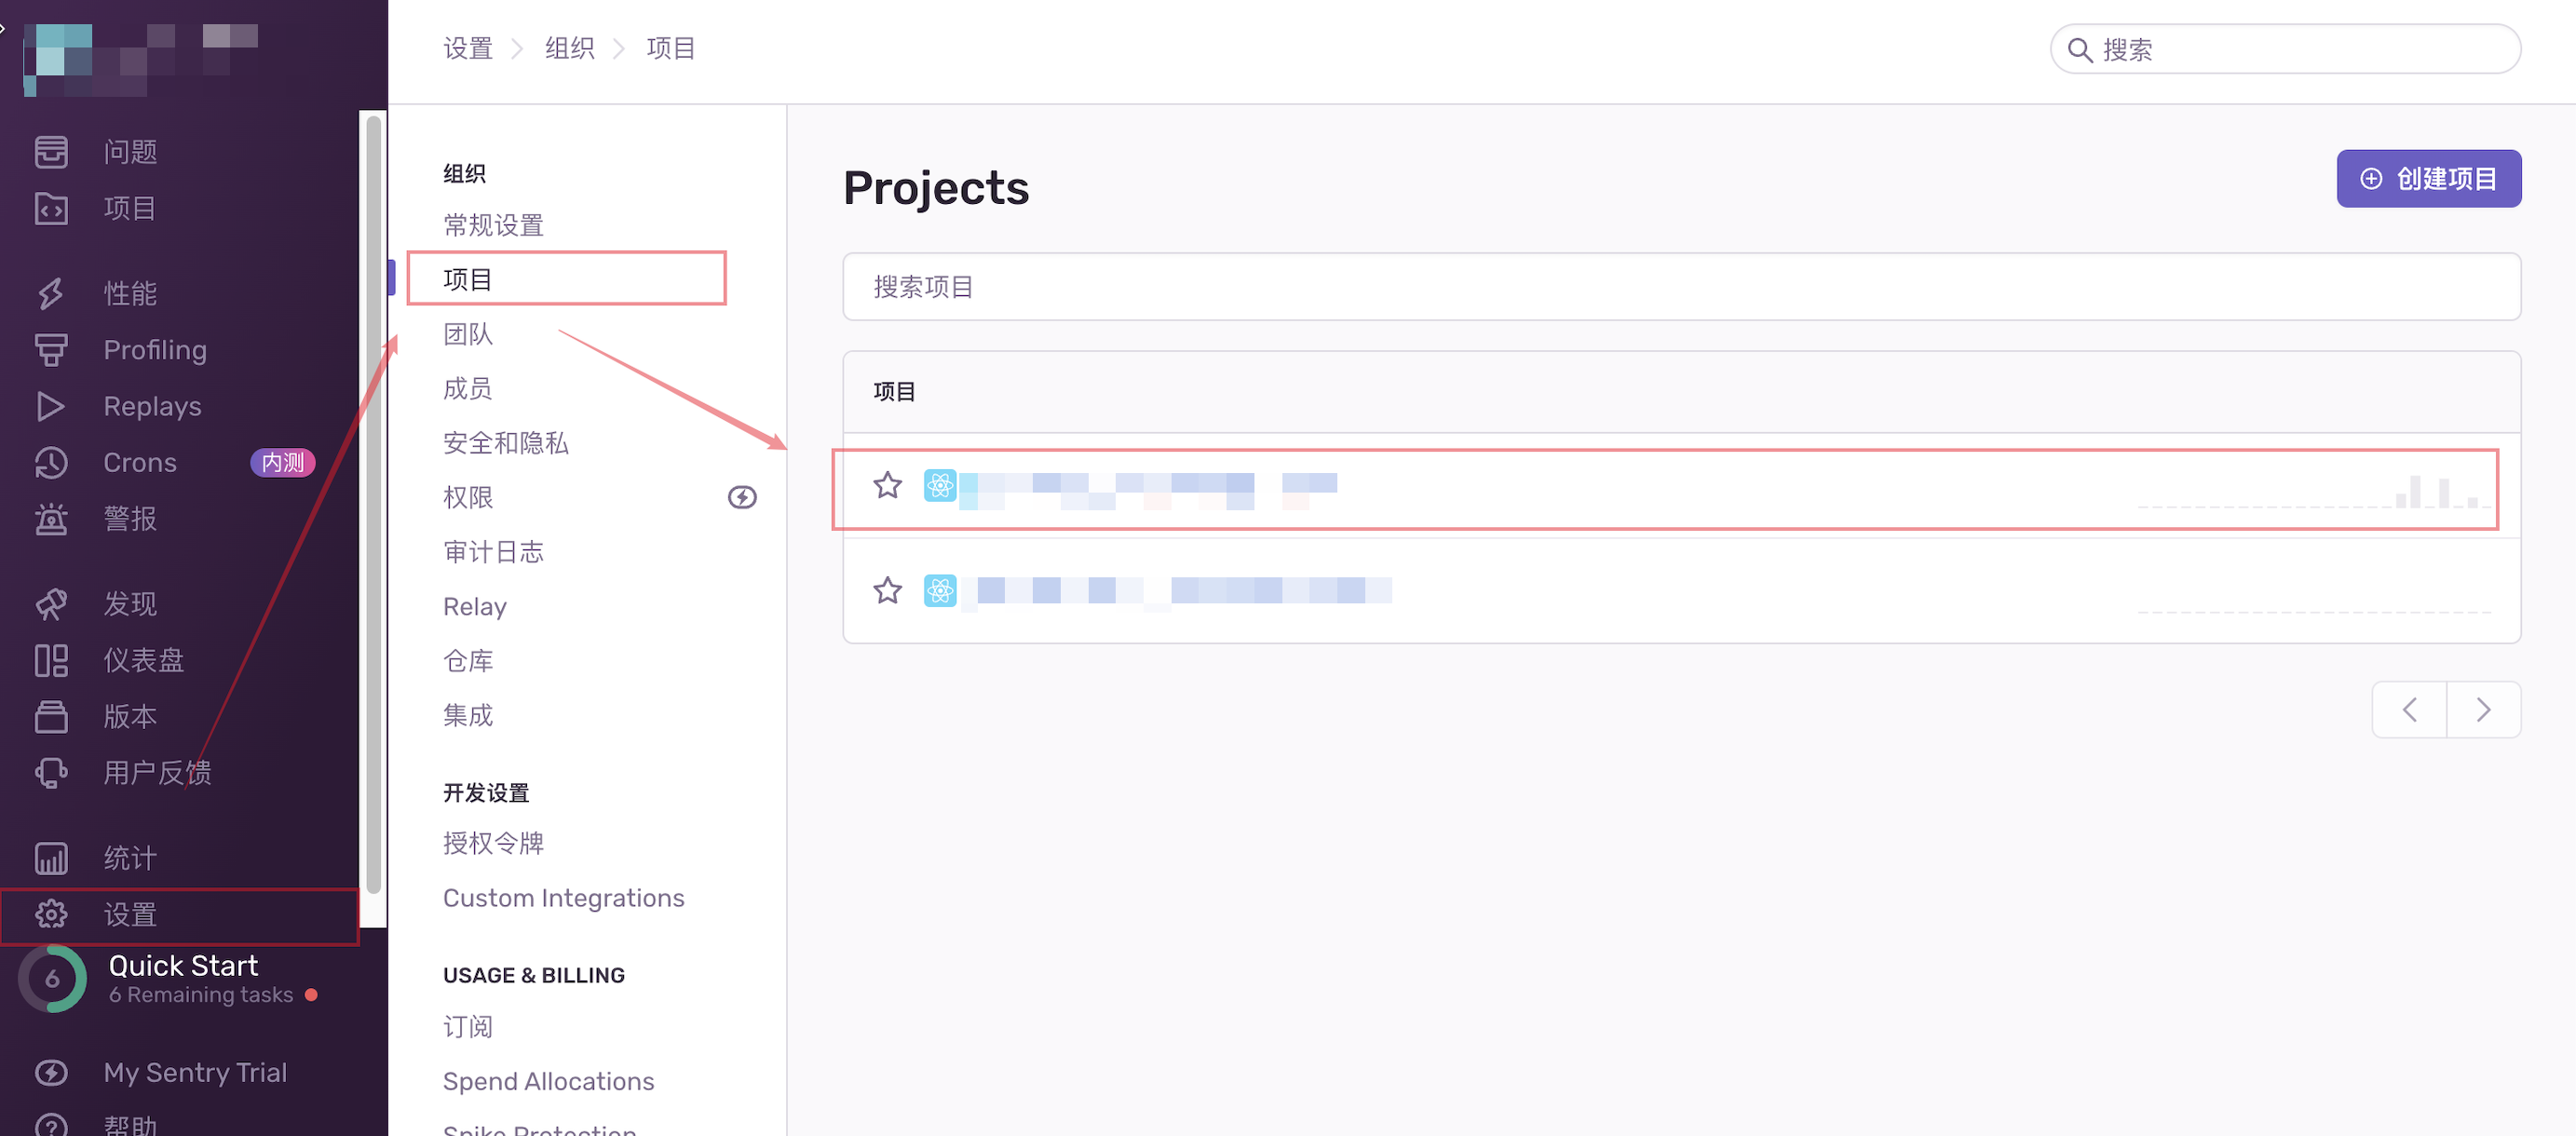 问题
项目
性能
Profiling
Replays
Crons 内测
警报
发现
仪表盘
版本
用户反馈
统计
设置
6
Quick Start
6 Remaining tasks
My Sentry Trial
帮助
设置 组织 项目
搜索
组织
常规设置
项目
团队
成员
安全和隐私
权限
审计日志
Relay
仓库
集成
开发设置
授权令牌
Custom Integrations
USAGE & BILLING
订阅
Spend Allocations
Spike Protection
Projects
创建项目
搜索项目
项目